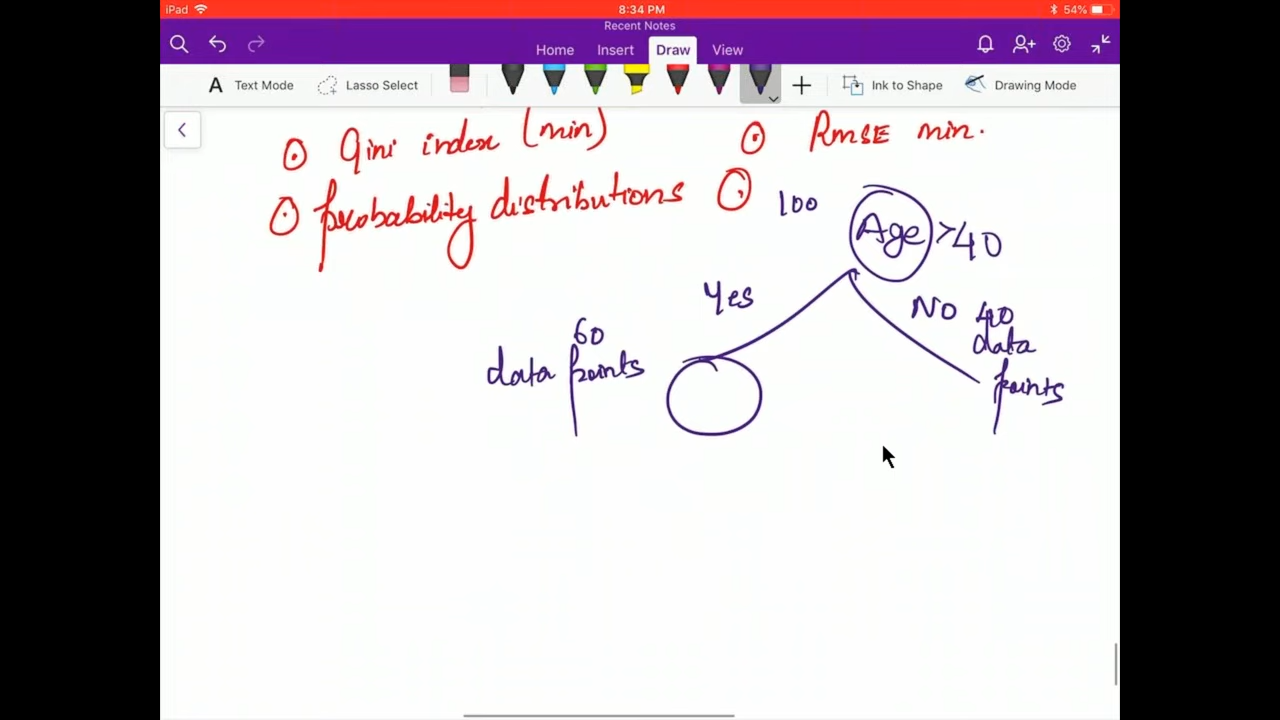 iPad
8:34 PM
54%
Recent Notes
Home Insert Draw View
A Text Mode Lasso Select Ink to Shape Drawing Mode
Gini index (min)
RMSE min.
probability distributions
100
Age >40
Yes
NO 40
data
points
60
data points